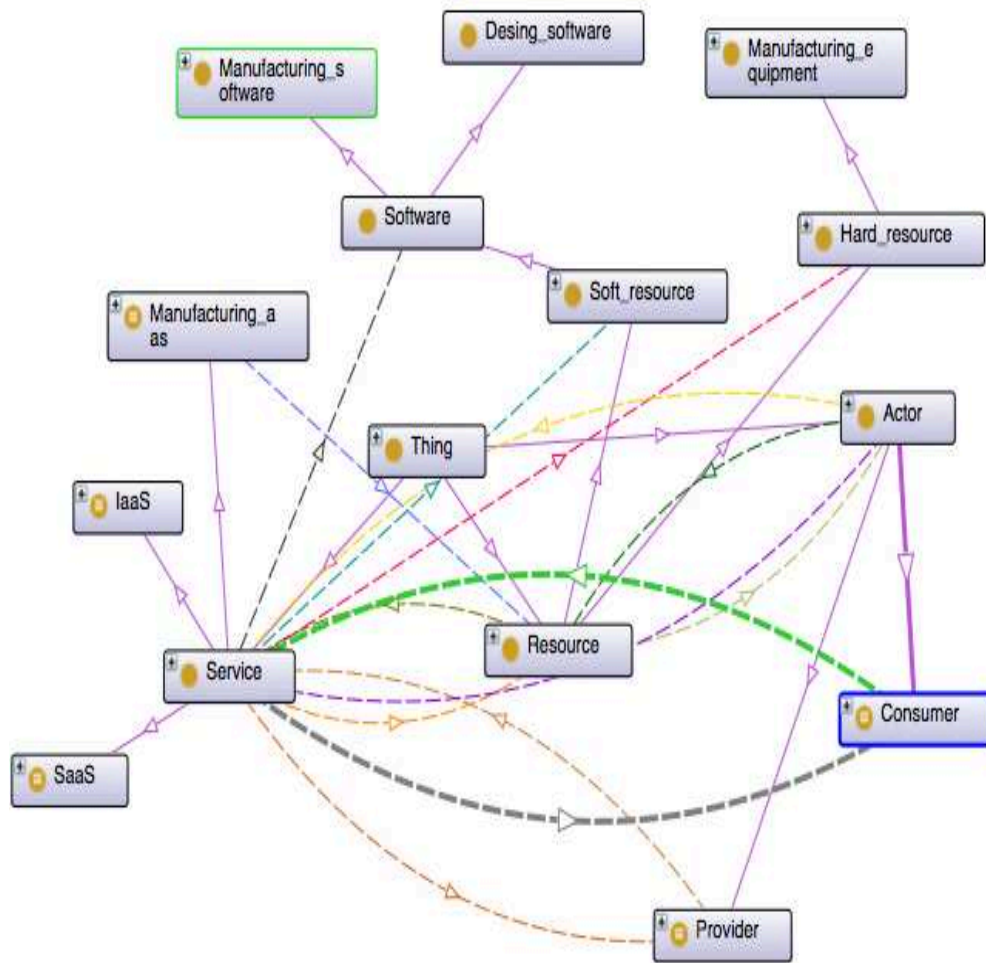 Desing_software
Manufacturing_s
oftware
Manufacturing_e
quipment
Software
Hard_resource
Soft_resource
Manufacturing_a
as
Actor
Thing
IaaS
Resource
Service
Consumer
SaaS
Provider